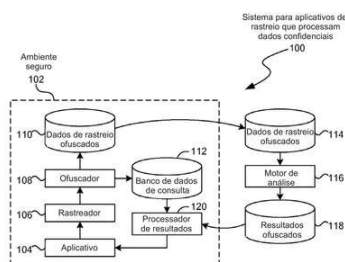 Sistema para aplicativos de
rastreio que processam
dados confidenciais
100
Ambiente
seguro
102
110
Dados de rastreio
ofuscados
112
Dados de rastreio
ofuscados
114
108
Ofuscador
Banco de dados
de consulta
Motor de
análise
116
106
Rastreador
120
Processador
de resultados
Resultados
ofuscados
118
104
Aplicativo